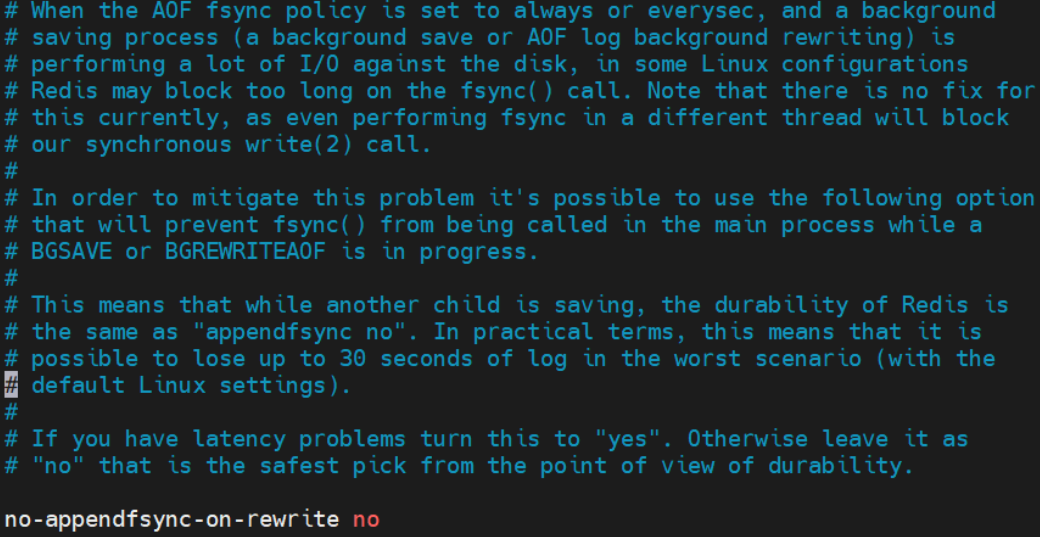 # When the AOF fsync policy is set to always or everysec, and a background
# saving process (a background save or AOF log background rewriting) is
# performing a lot of I/O against the disk, in some Linux configurations
# Redis may block too long on the fsync() call. Note that there is no fix for
# this currently, as even performing fsync in a different thread will block
# our synchronous write(2) call.
#
# In order to mitigate this problem it's possible to use the following option
# that will prevent fsync() from being called in the main process while a
# BGSAVE or BGREWRITEAOF is in progress.
#
# This means that while another child is saving, the durability of Redis is
# the same as "appendfsync no". In practical terms, this means that it is
# possible to lose up to 30 seconds of log in the worst scenario (with the
# default Linux settings).
#
# If you have latency problems turn this to "yes". Otherwise leave it as
# "no" that is the safest pick from the point of view of durability.

no-appendfsync-on-rewrite no